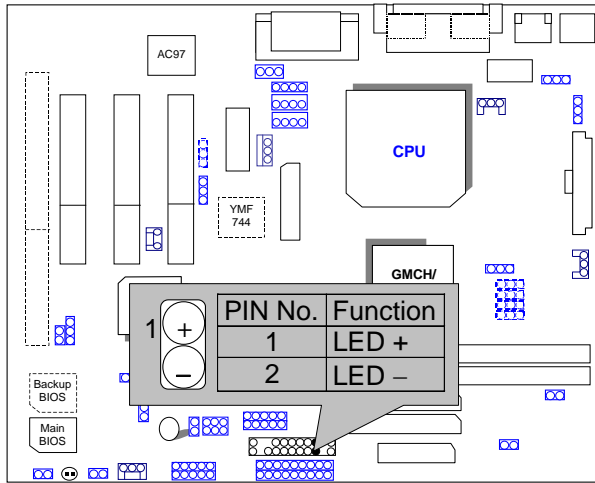 AC97
CPU
YMF
744
GMCH/
1
+
−
PIN No. Function
1 LED +
2 LED −
Backup
BIOS
Main
BIOS